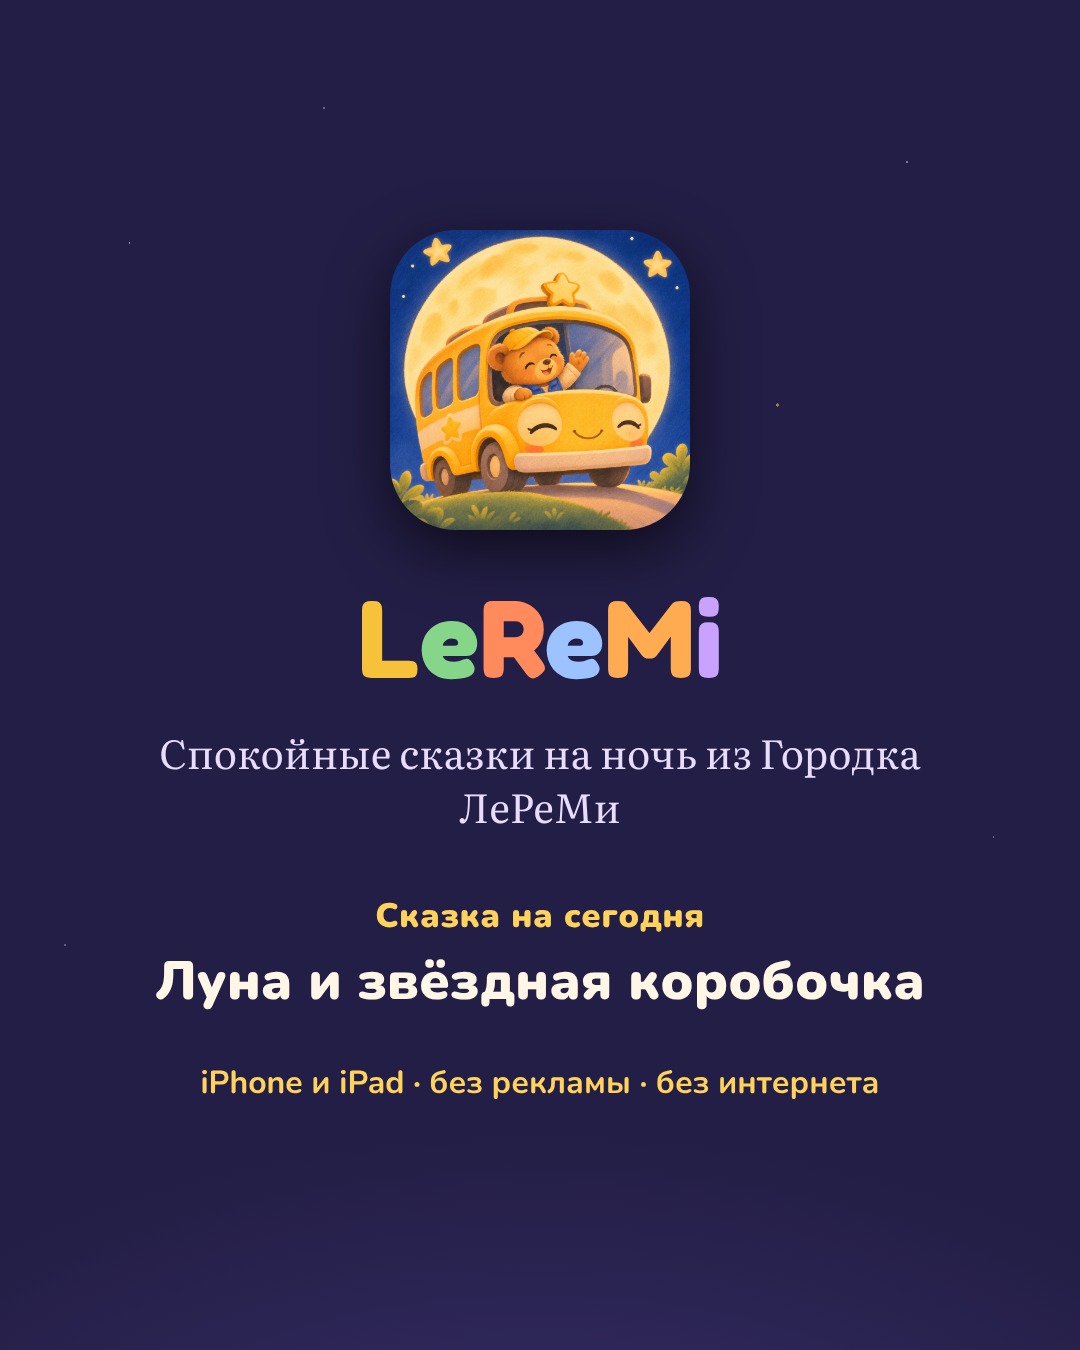 LeReMi
Спокойные сказки на ночь из Городка
ЛеРеМи
Сказка на сегодня
Луна и звёздная коробочка
iPhone и iPad · без рекламы · без интернета